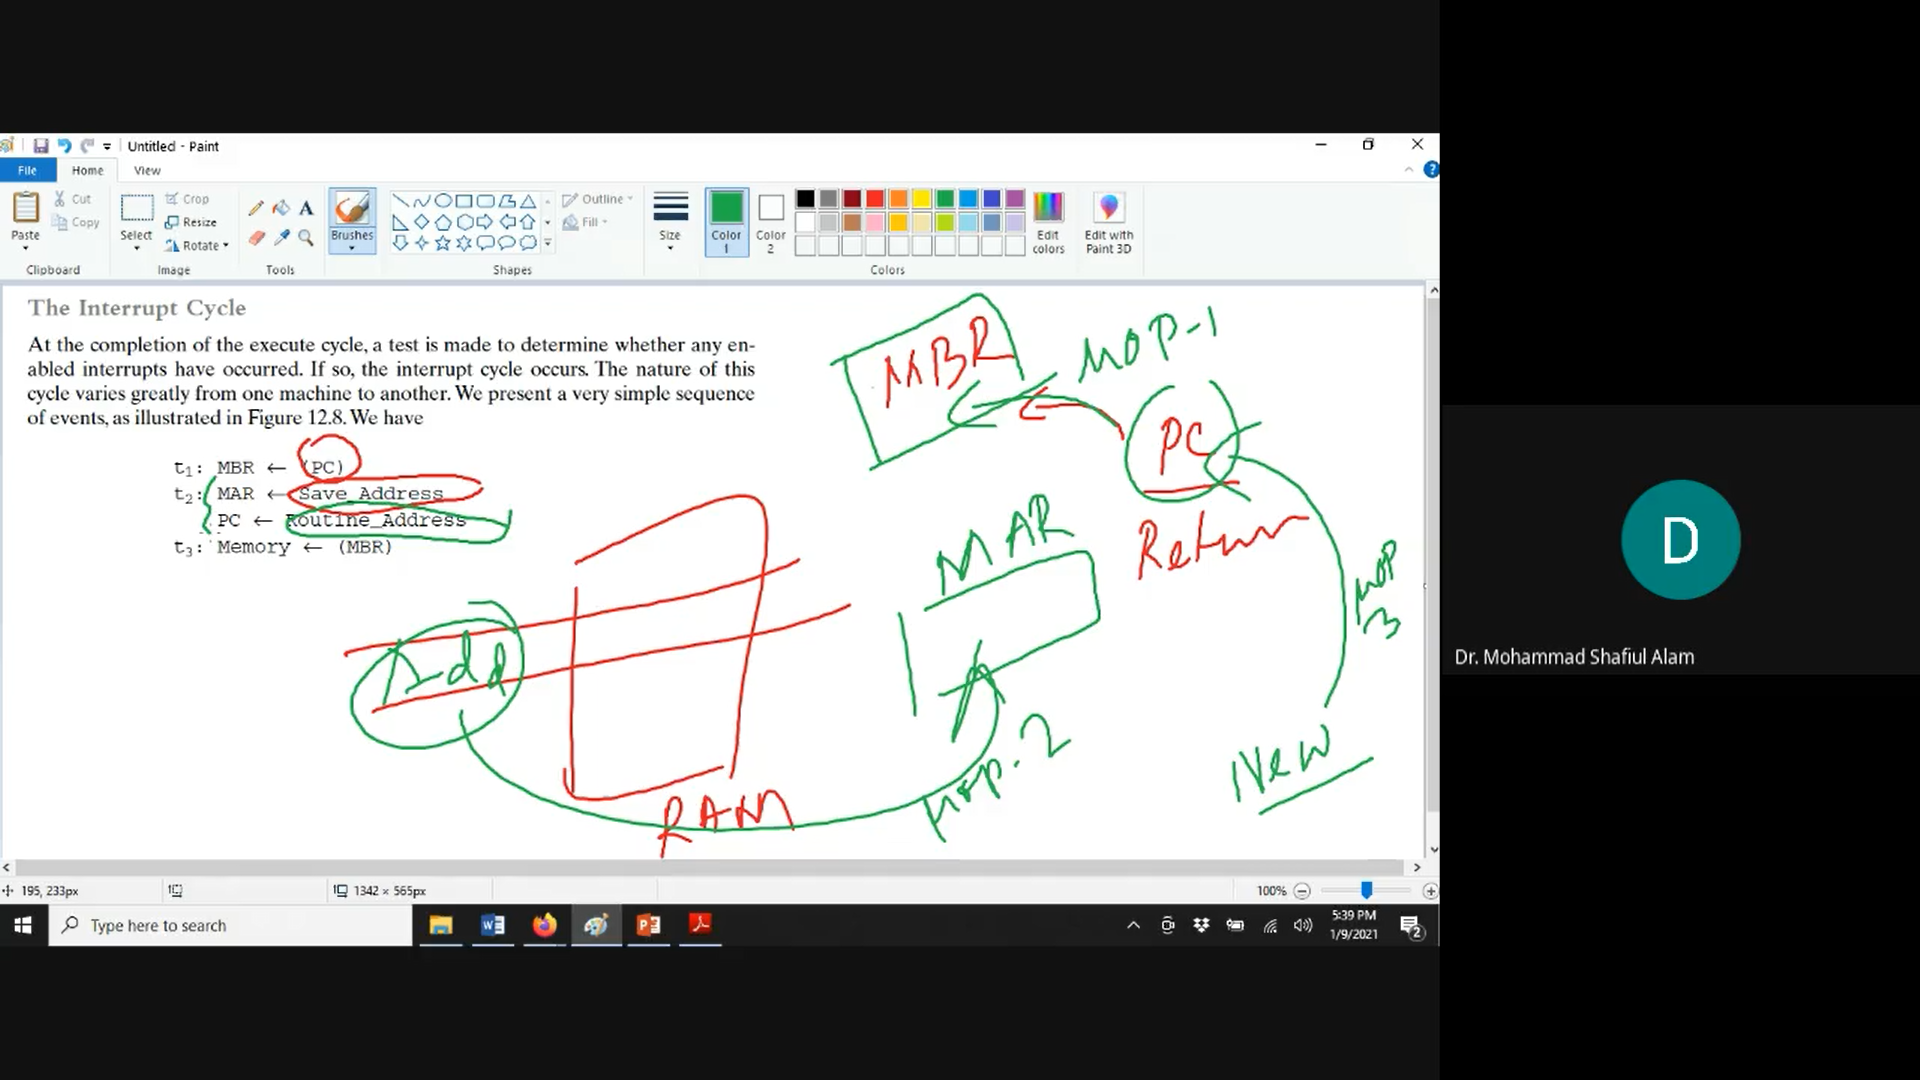 Untitled - Paint
File Home View
Cut
Copy
Paste
Clipboard
Crop
Resize
Rotate
Select
Image
A
Tools
Brushes
Outline
Fill
Shapes
Size
Color 1
Color 2
Edit colors
Colors
Edit with Paint 3D
The Interrupt Cycle
At the completion of the execute cycle, a test is made to determine whether any en-
abled interrupts have occurred. If so, the interrupt cycle occurs. The nature of this
cycle varies greatly from one machine to another. We present a very simple sequence
of events, as illustrated in Figure 12.8. We have
t1: MBR ← (PC)
t2: MAR ← Save_Address
PC ← Routine_Address
t3: Memory ← (MBR)
MBR
MOP-1
PC
Return
MAR
MOP 3
Add
MOP-2
New
RAM
195, 233px
1342 × 565px
100%
Type here to search
5:39 PM
1/9/2021
2
D
Dr. Mohammad Shafiul Alam